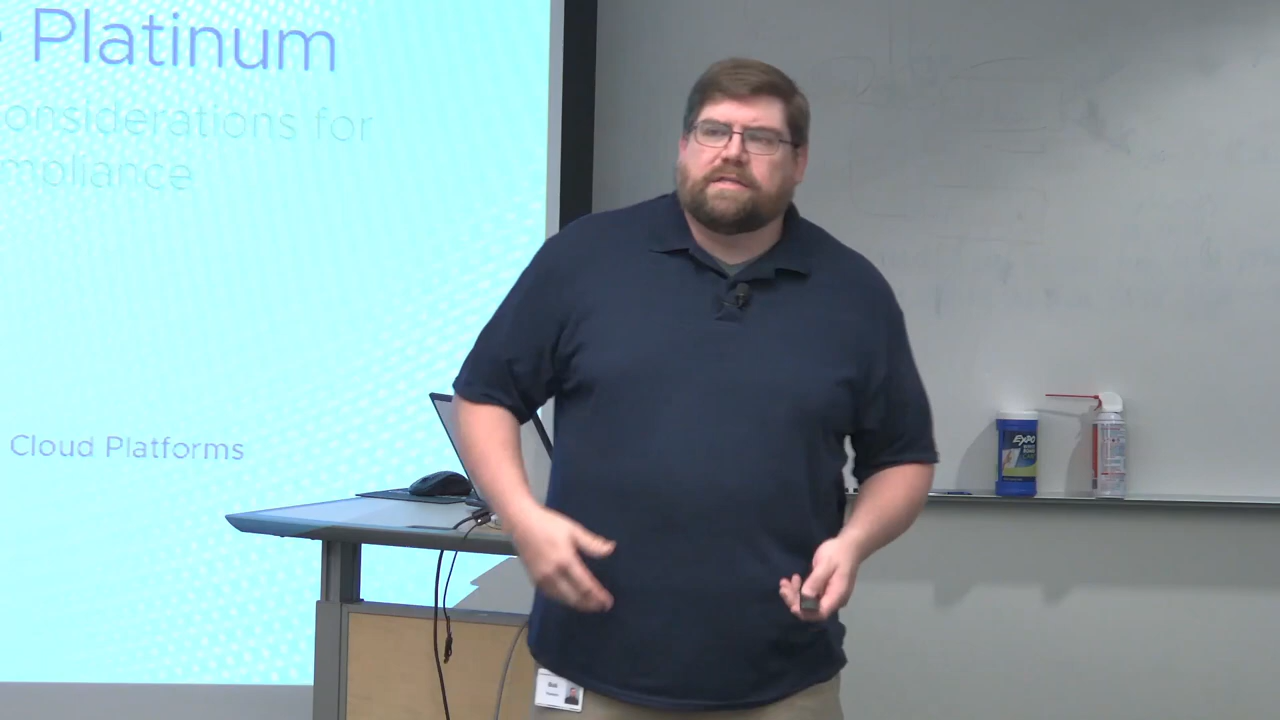 Platinum
onsiderations for
mpliance
Cloud Platforms
EXPO